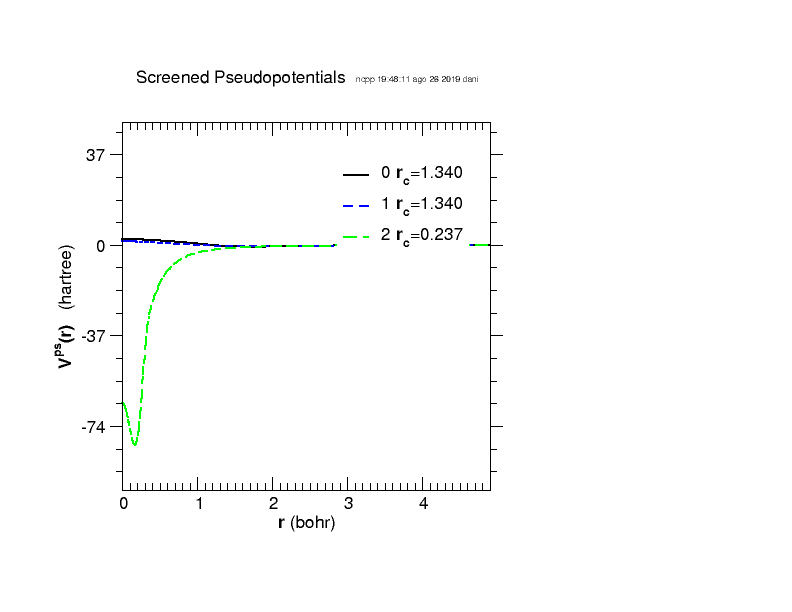 Screened Pseudopotentials ncpp 19:48:11 ago 26 2019 dani
37
0
-37
-74
V^ps(r) (hartree)
0 r_c=1.340
1 r_c=1.340
2 r_c=0.237
0 1 2 3 4
r (bohr)